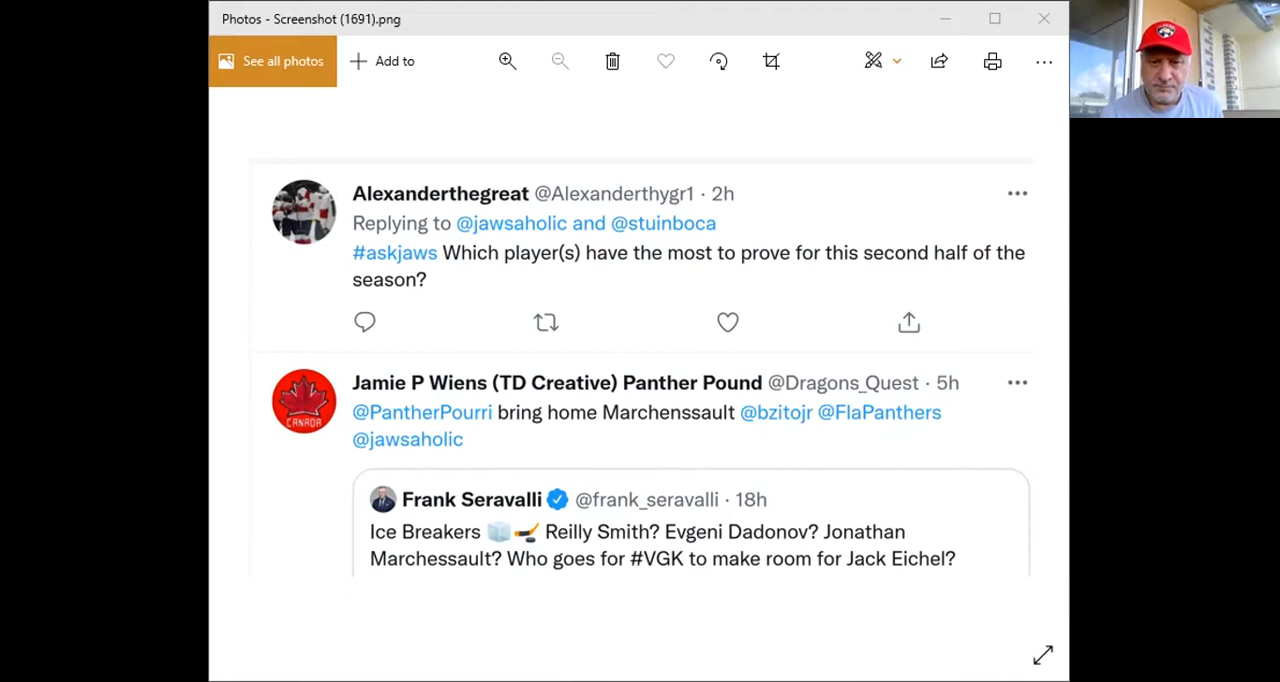 Photos - Screenshot (1691).png
See all photos
Add to
Alexanderthegreat @Alexanderthygr1 · 2h
Replying to @jawsaholic and @stuinboca
#askjaws Which player(s) have the most to prove for this second half of the
season?
Jamie P Wiens (TD Creative) Panther Pound @Dragons_Quest · 5h
@PantherPourri bring home Marchenssault @bzitojr @FlaPanthers
@jawsaholic
CANADA
Frank Seravalli @frank_seravalli · 18h
Ice Breakers 🧊🏒 Reilly Smith? Evgeni Dadonov? Jonathan
Marchessault? Who goes for #VGK to make room for Jack Eichel?